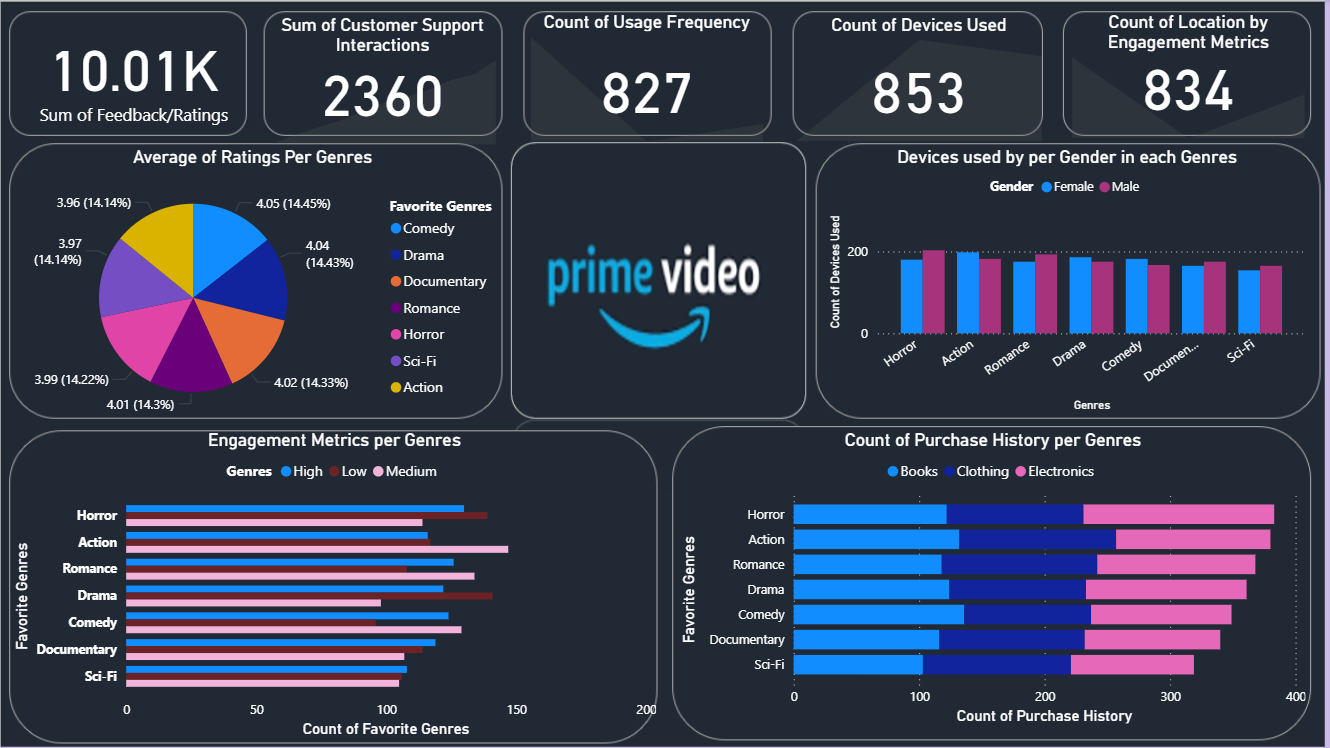 10.01K
Sum of Feedback/Ratings
Sum of Customer Support
Interactions
2360
Count of Usage Frequency
827
Count of Devices Used
853
Count of Location by
Engagement Metrics
834
Average of Ratings Per Genres
3.96 (14.14%)
4.05 (14.45%)
3.97
(14.14%)
4.04
(14.43%)
3.99 (14.22%)
4.02 (14.33%)
4.01 (14.3%)
Favorite Genres
Comedy
Drama
Documentary
Romance
Horror
Sci-Fi
Action
prime video
Devices used by per Gender in each Genres
Gender Female Male
Count of Devices Used
200
0
Horror
Action
Romance
Drama
Comedy
Documen...
Sci-Fi
Genres
Engagement Metrics per Genres
Genres High Low Medium
Favorite Genres
Horror
Action
Romance
Drama
Comedy
Documentary
Sci-Fi
0 50 100 150 200
Count of Favorite Genres
Count of Purchase History per Genres
Books Clothing Electronics
Favorite Genres
Horror
Action
Romance
Drama
Comedy
Documentary
Sci-Fi
0 100 200 300 400
Count of Purchase History